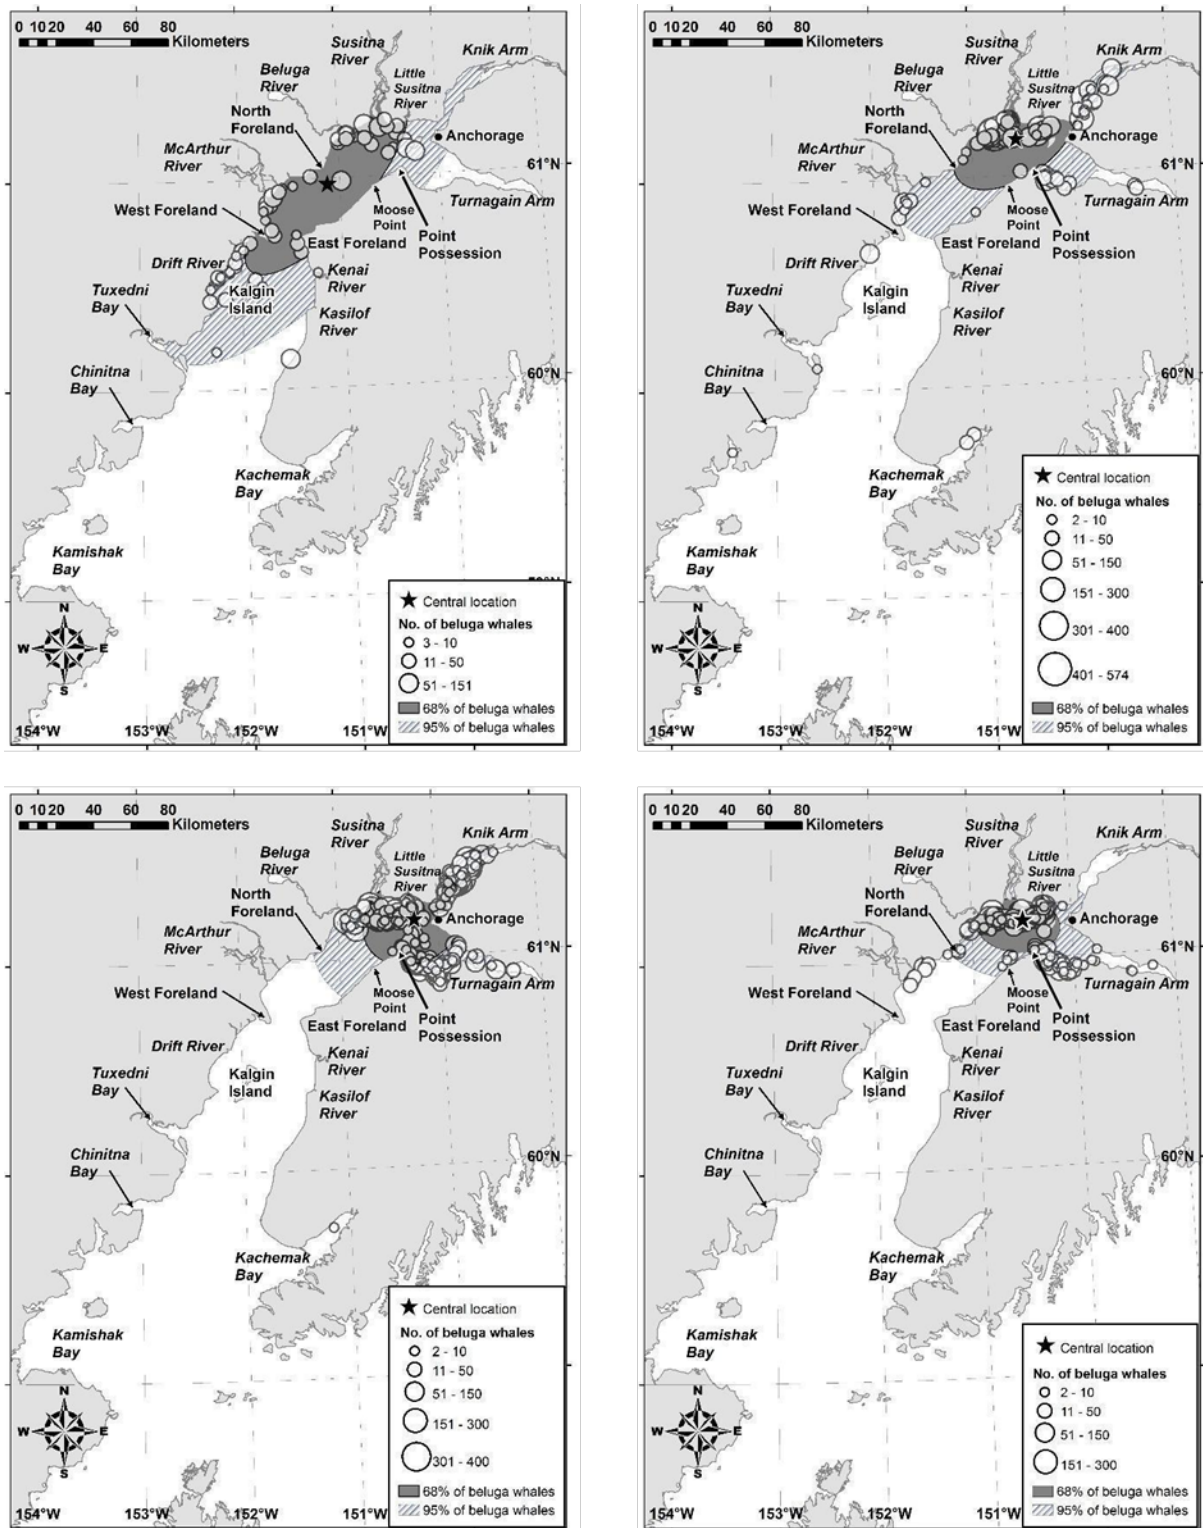 0 10 20 40 60 80
Kilometers
Susitna
River
Knik Arm
Beluga
River
Little
Susitna
River
North
Foreland
Anchorage
McArthur
River
61°N
West Foreland
Turnagain Arm
Moose
Point
East Foreland
Point
Possession
Drift River
Kenai
River
Tuxedni
Bay
Kalgin
Island
Kasilof
River
Chinitna
Bay
60°N
Kachemak
Bay
Kamishak
Bay
N
W E
S
Central location
No. of beluga whales
3 - 10
11 - 50
51 - 151
68% of beluga whales
95% of beluga whales
154°W
153°W
152°W
151°W
0 10 20 40 60 80
Kilometers
Susitna
River
Knik Arm
Beluga
River
Little
Susitna
River
North
Foreland
Anchorage
McArthur
River
61°N
West Foreland
Turnagain Arm
Moose
Point
East Foreland
Point
Possession
Drift River
Kenai
River
Tuxedni
Bay
Kalgin
Island
Kasilof
River
Chinitna
Bay
60°N
Kachemak
Bay
Kamishak
Bay
N
W E
S
Central location
No. of beluga whales
2 - 10
11 - 50
51 - 150
151 - 300
301 - 400
401 - 574
68% of beluga whales
95% of beluga whales
154°W
153°W
152°W
151°W
0 10 20 40 60 80
Kilometers
Susitna
River
Knik Arm
Beluga
River
Little
Susitna
River
North
Foreland
Anchorage
McArthur
River
61°N
West Foreland
Turnagain Arm
Moose
Point
East Foreland
Point
Possession
Drift River
Kenai
River
Tuxedni
Bay
Kalgin
Island
Kasilof
River
Chinitna
Bay
60°N
Kachemak
Bay
Kamishak
Bay
N
W E
S
Central location
No. of beluga whales
2 - 10
11 - 50
51 - 150
151 - 300
301 - 400
68% of beluga whales
95% of beluga whales
154°W
153°W
152°W
151°W
0 10 20 40 60 80
Kilometers
Susitna
River
Knik Arm
Beluga
River
Little
Susitna
River
North
Foreland
Anchorage
McArthur
River
61°N
West Foreland
Turnagain Arm
Moose
Point
East Foreland
Point
Possession
Drift River
Kenai
River
Tuxedni
Bay
Kalgin
Island
Kasilof
River
Chinitna
Bay
60°N
Kachemak
Bay
Kamishak
Bay
N
W E
S
Central location
No. of beluga whales
2 - 10
11 - 50
51 - 150
151 - 300
68% of beluga whales
95% of beluga whales
154°W
153°W
152°W
151°W